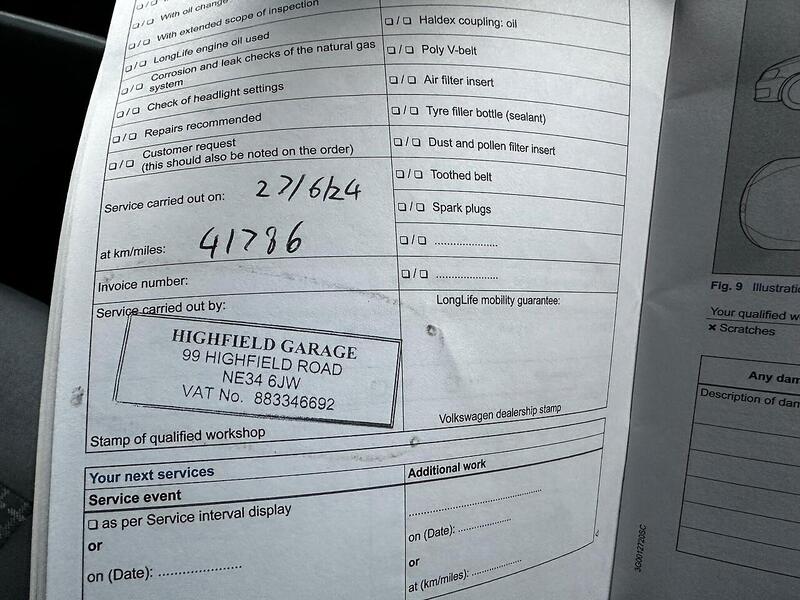 With oil change
☐/☐ With extended scope of inspection
☐/☐ LongLife engine oil used
☐/☐ Corrosion and leak checks of the natural gas
system
☐/☐ Check of headlight settings
☐/☐ Repairs recommended
☐/☐ Customer request
(this should also be noted on the order)
Service carried out on: 27/6/24
at km/miles: 41786
Invoice number:
Service carried out by:
HIGHFIELD GARAGE
99 HIGHFIELD ROAD
NE34 6JW
VAT No. 883346692
Stamp of qualified workshop
☐/☐ Haldex coupling: oil
☐/☐ Poly V-belt
☐/☐ Air filter insert
☐/☐ Tyre filler bottle (sealant)
☐/☐ Dust and pollen filter insert
☐/☐ Toothed belt
☐/☐ Spark plugs
☐/☐ ....................
☐/☐ ....................
LongLife mobility guarantee:
Volkswagen dealership stamp
Your next services
Service event
☐ as per Service interval display
or
on (Date): ....................
Additional work
....................
on (Date): ....................
or
at (km/miles): ....................
3G0012720SC
Fig. 9 Illustratio
Your qualified w
× Scratches
Any dam
Description of dam